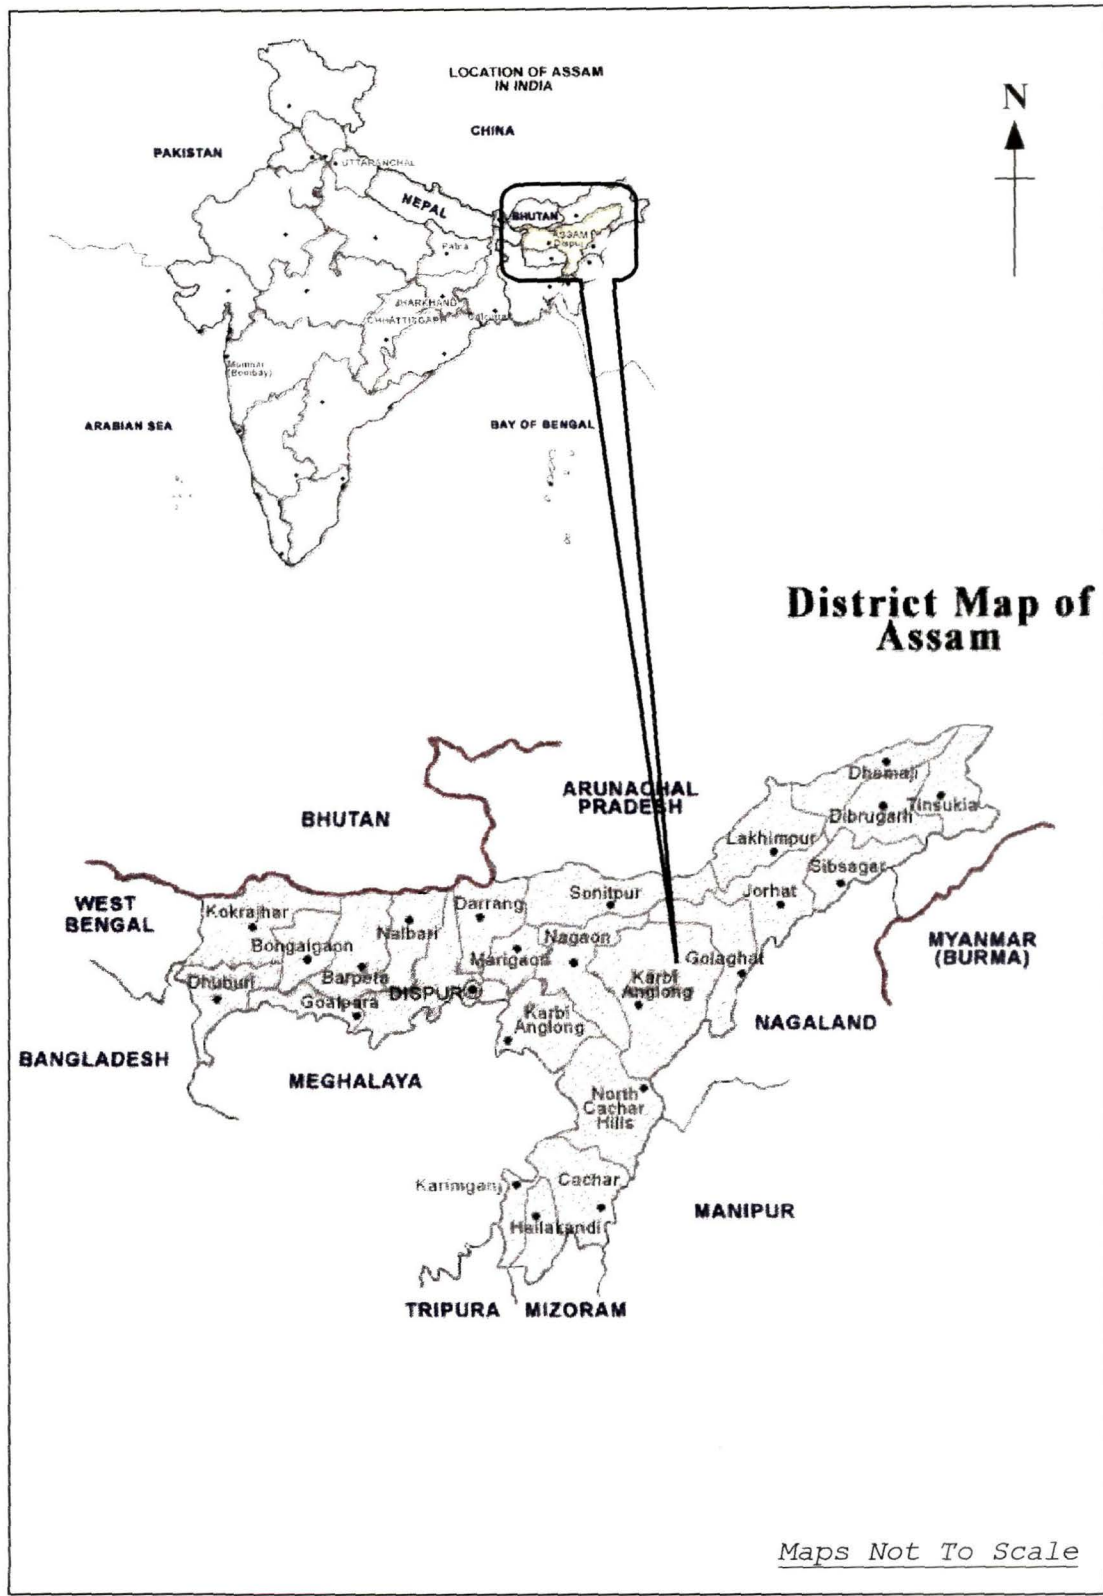 LOCATION OF ASSAM
IN INDIA
N
CHINA
PAKISTAN
UTTARANCHAL
NEPAL
BHUTAN
ASSAM
Dispur
JHARKHAND
CHHATTISGARH
Calcutta
Mumbai
(Bombay)
ARABIAN SEA
BAY OF BENGAL
District Map of
Assam
ARUNACHAL
PRADESH
BHUTAN
Dhemaji
Dibrugarh
Tinsukia
Lakhimpur
Sibsagar
WEST
BENGAL
Kokrajhar
Darrang
Sonitpur
Jorhat
Bongaigaon
Nalbari
Nagaon
Marigaon
Golaghat
MYANMAR
(BURMA)
Dhuburi
Barpeta
DISPUR
Karbi
Anglong
Goalpara
Karbi
Anglong
NAGALAND
BANGLADESH
MEGHALAYA
North
Cachar
Hills
Karimganj
Cachar
Hailakandi
MANIPUR
TRIPURA
MIZORAM
Maps Not To Scale